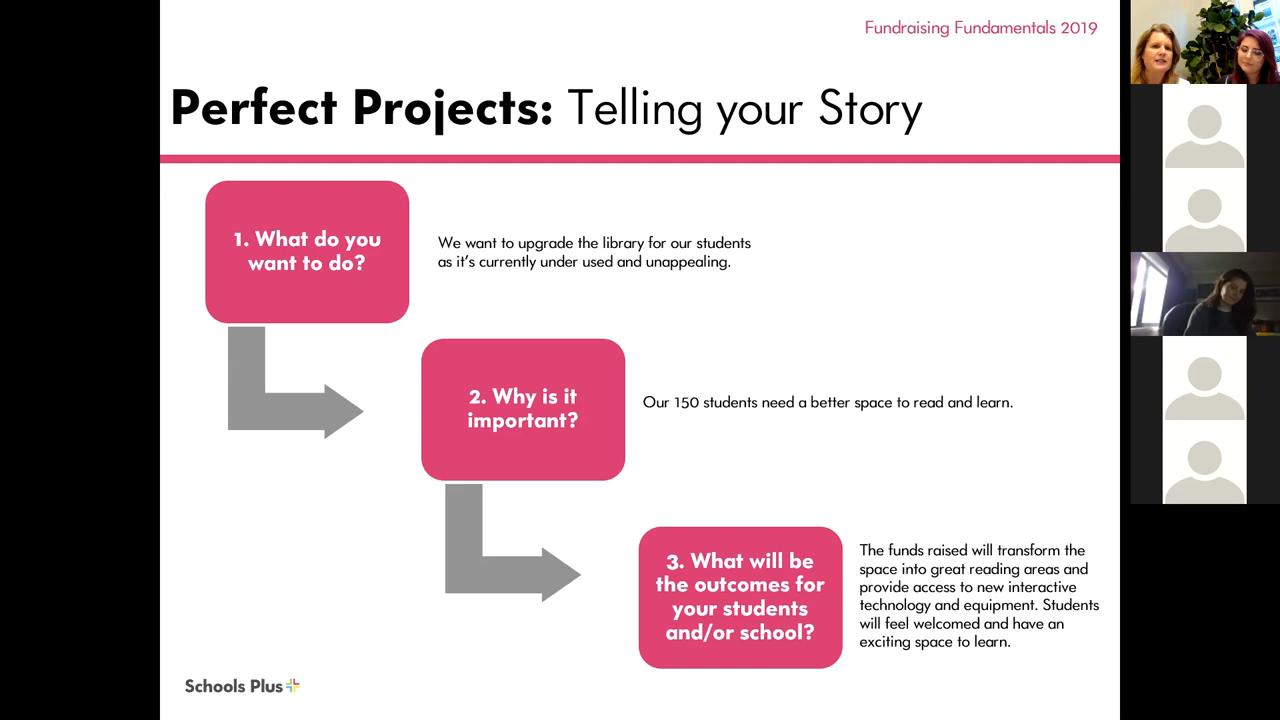 Fundraising Fundamentals 2019
Perfect Projects: Telling your Story
1. What do you
want to do?
We want to upgrade the library for our students
as it's currently under used and unappealing.
2. Why is it
important?
Our 150 students need a better space to read and learn.
3. What will be
the outcomes for
your students
and/or school?
The funds raised will transform the
space into great reading areas and
provide access to new interactive
technology and equipment. Students
will feel welcomed and have an
exciting space to learn.
Schools Plus